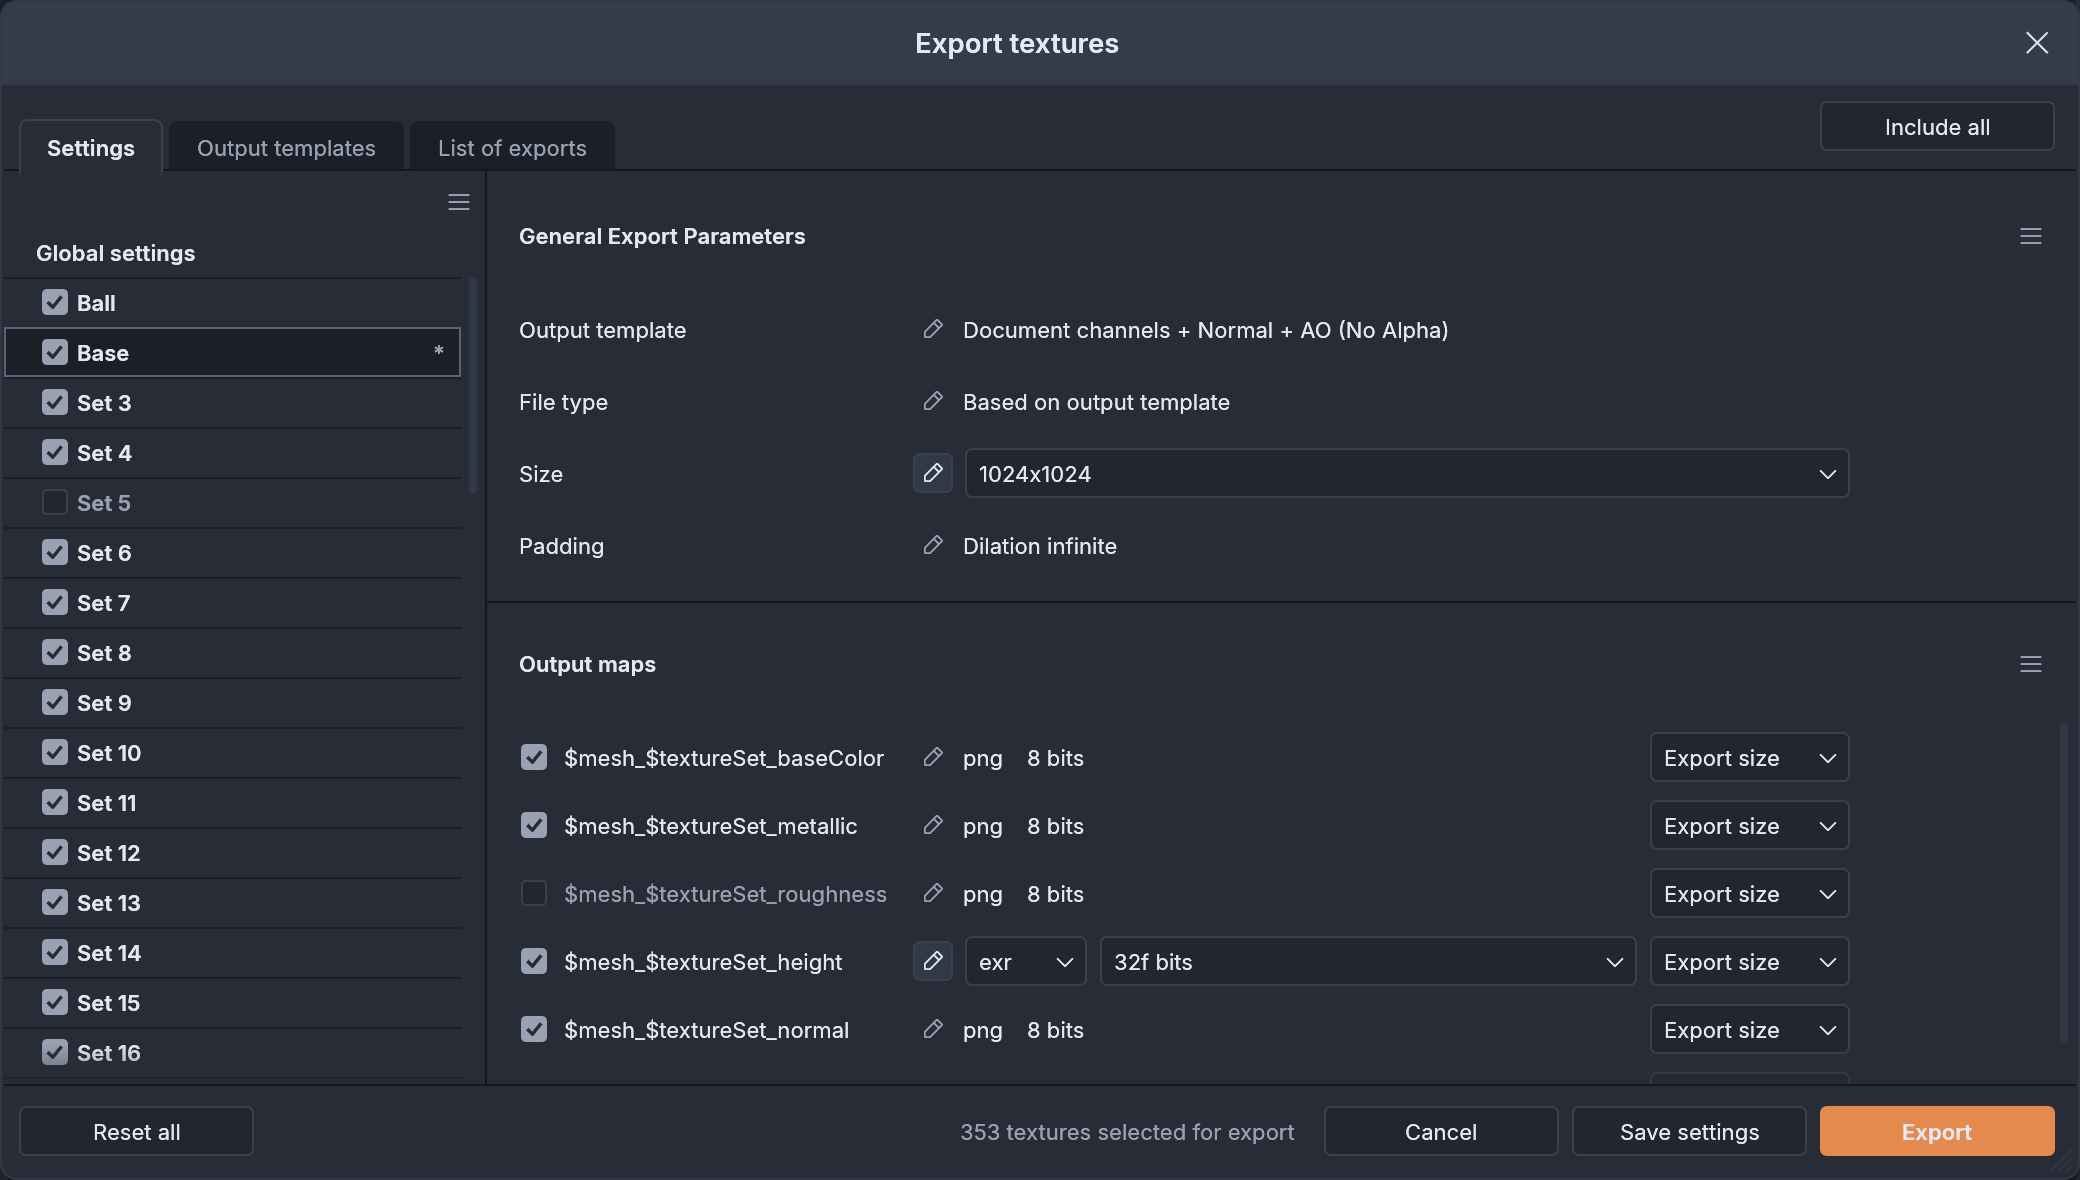 Export textures
Settings
Output templates
List of exports
Include all
Global settings
Ball
Base *
Set 3
Set 4
Set 5
Set 6
Set 7
Set 8
Set 9
Set 10
Set 11
Set 12
Set 13
Set 14
Set 15
Set 16
General Export Parameters
Output template Document channels + Normal + AO (No Alpha)
File type Based on output template
Size 1024x1024
Padding Dilation infinite
Output maps
$mesh_$textureSet_baseColor png 8 bits Export size
$mesh_$textureSet_metallic png 8 bits Export size
$mesh_$textureSet_roughness png 8 bits Export size
$mesh_$textureSet_height exr 32f bits Export size
$mesh_$textureSet_normal png 8 bits Export size
Reset all
353 textures selected for export
Cancel
Save settings
Export